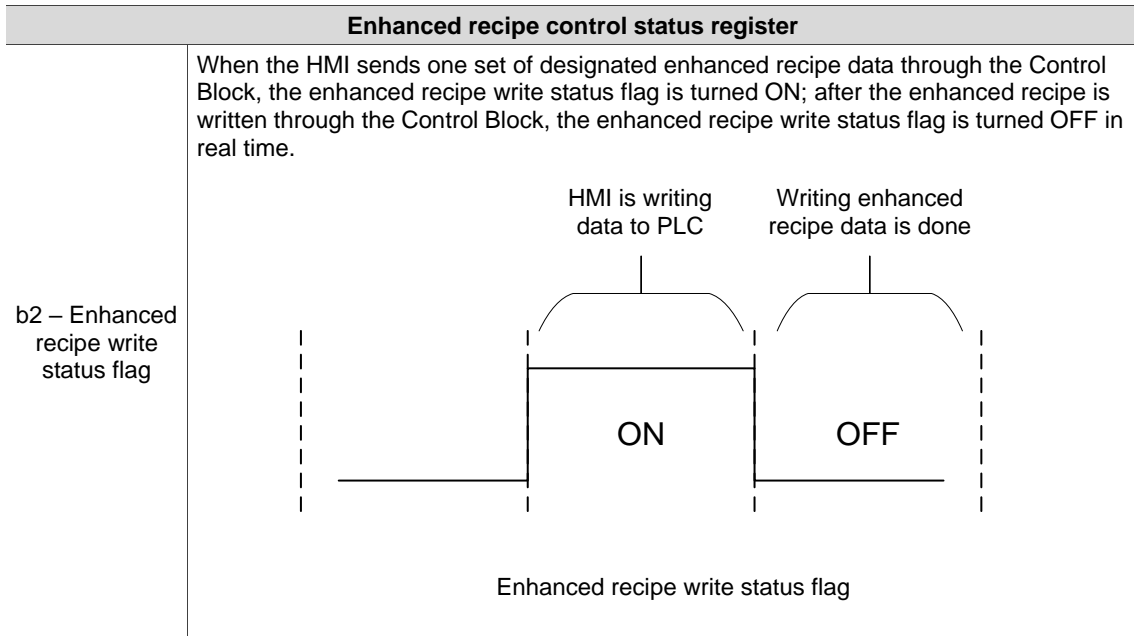 Enhanced recipe control status register
b2 – Enhanced
recipe write
status flag
When the HMI sends one set of designated enhanced recipe data through the Control
Block, the enhanced recipe write status flag is turned ON; after the enhanced recipe is
written through the Control Block, the enhanced recipe write status flag is turned OFF in
real time.
HMI is writing
data to PLC
Writing enhanced
recipe data is done
ON
OFF
Enhanced recipe write status flag